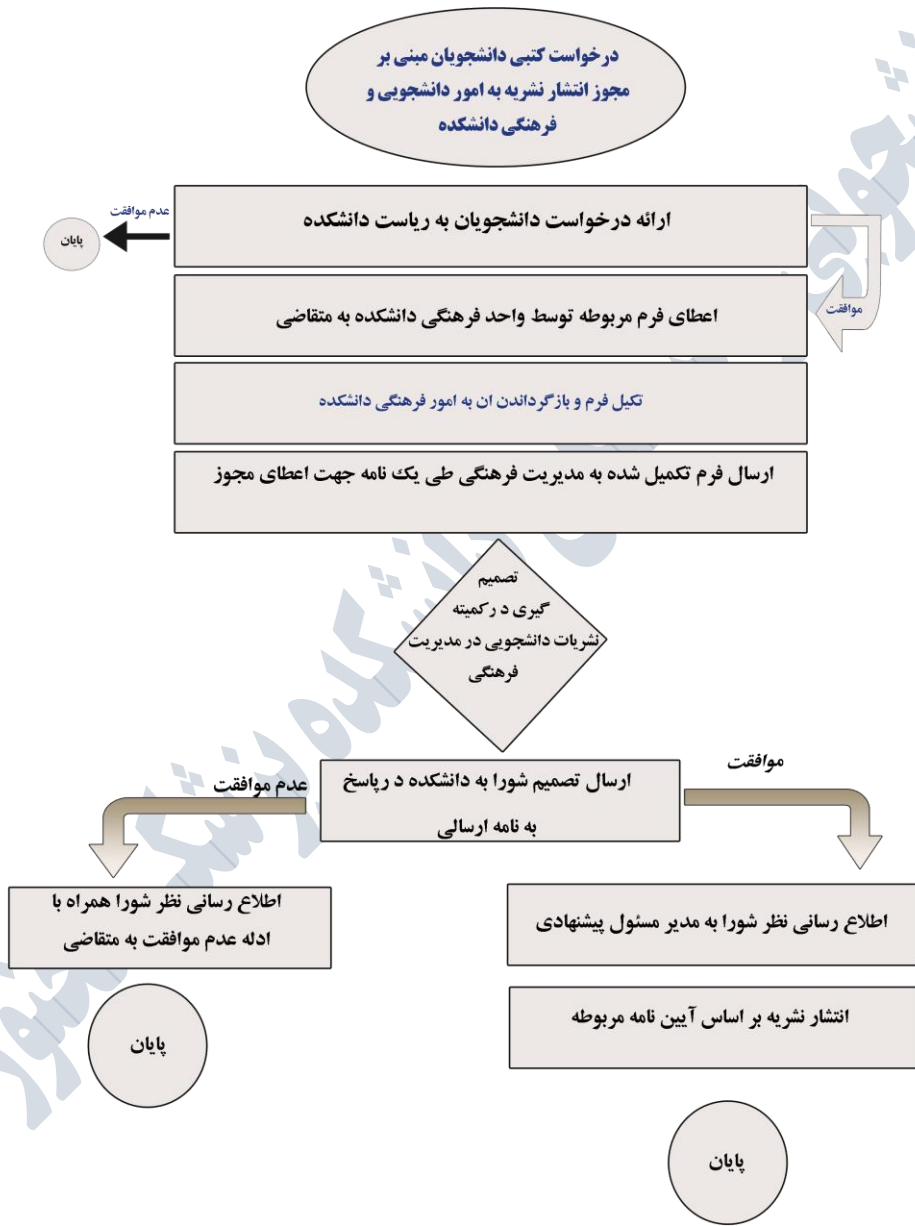 درخواست کتبی دانشجویان مبنی بر
مجوز انتشار نشریه به امور دانشجویی و
فرهنگی دانشکده
ارائه درخواست دانشجویان به ریاست دانشکده
عدم موافقت
پایان
موافقت
اعطای فرم مربوطه توسط واحد فرهنگی دانشکده به متقاضی
تکیل فرم و بازگرداندن ان به امور فرهنگی دانشکده
ارسال فرم تکمیل شده به مدیریت فرهنگی طی یک نامه جهت اعطای مجوز
تصمیم
گیری د رکمیته
نشریات دانشجویی در مدیریت
فرهنگی
موافقت
ارسال تصمیم شورا به دانشکده د رپاسخ
به نامه ارسالی
عدم موافقت
اطلاع رسانی نظر شورا به مدیر مسئول پیشنهادی
انتشار نشریه بر اساس آیین نامه مربوطه
پایان
اطلاع رسانی نظر شورا همراه با
ادله عدم موافقت به متقاضی
پایان